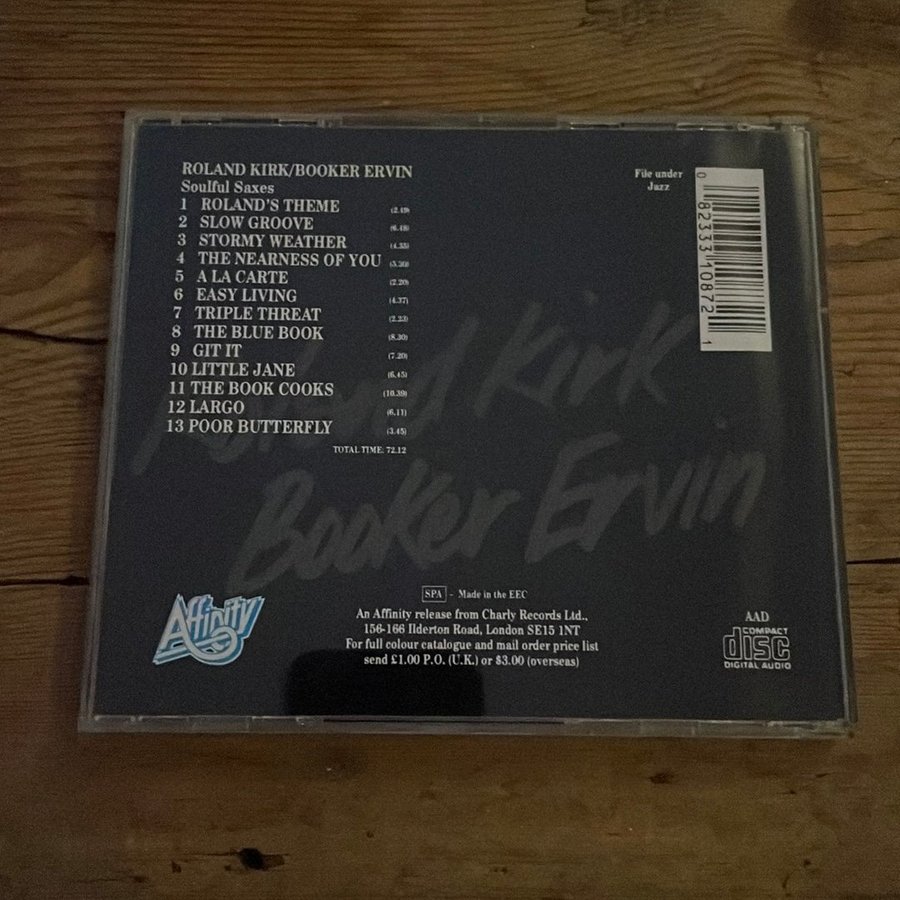 ROLAND KIRK/BOOKER ERVIN
Soulful Saxes
1 ROLAND'S THEME (2.19)
2 SLOW GROOVE (6.48)
3 STORMY WEATHER (4.35)
4 THE NEARNESS OF YOU (5.20)
5 A LA CARTE (2.20)
6 EASY LIVING (4.37)
7 TRIPLE THREAT (2.23)
8 THE BLUE BOOK (8.30)
9 GIT IT (7.20)
10 LITTLE JANE (6.45)
11 THE BOOK COOKS (10.39)
12 LARGO (6.11)
13 POOR BUTTERFLY (3.45)
TOTAL TIME: 72.12
File under
Jazz
0 82333 10872 1
Roland Kirk
Booker Ervin
Affinity
SPA - Made in the EEC
An Affinity release from Charly Records Ltd.,
156-166 Ilderton Road, London SE15 1NT
For full colour catalogue and mail order price list
send £1.00 P.O. (U.K.) or $3.00 (overseas)
AAD
COMPACT
disc
DIGITAL AUDIO